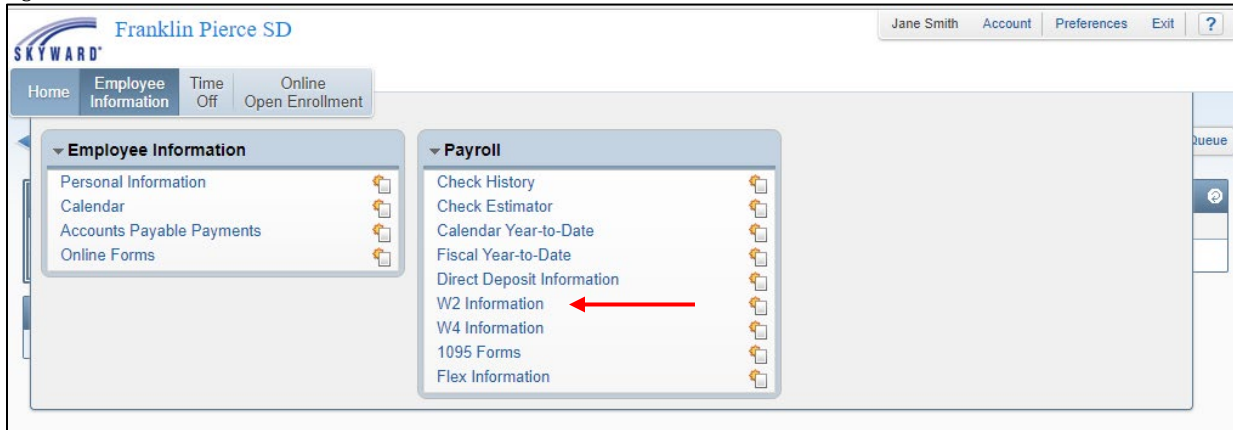 Franklin Pierce SD
SKYWARD
Jane Smith Account Preferences Exit ?
Home Employee Information Time Off Online Open Enrollment
Queue
Employee Information
Personal Information
Calendar
Accounts Payable Payments
Online Forms
Payroll
Check History
Check Estimator
Calendar Year-to-Date
Fiscal Year-to-Date
Direct Deposit Information
W2 Information
W4 Information
1095 Forms
Flex Information